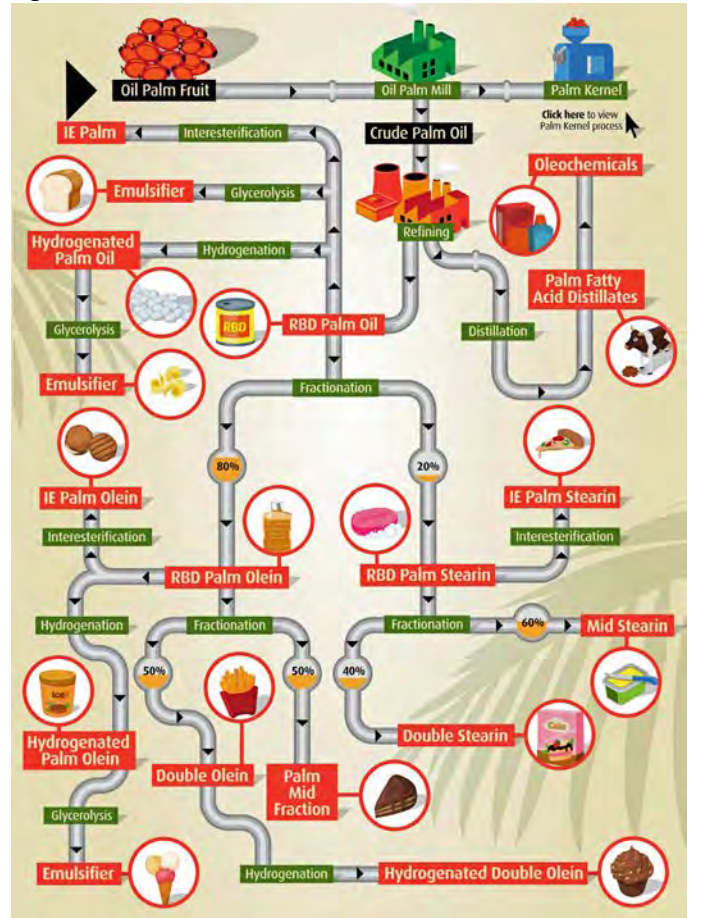 Oil Palm Fruit
Oil Palm Mill
Palm Kernel
Click here to view
Palm Kernel process
IE Palm
Interesterification
Crude Palm Oil
Oleochemicals
Emulsifier
Glycerolysis
Refining
Hydrogenated
Palm Oil
Hydrogenation
Palm Fatty
Acid Distillates
RBD
RBD Palm Oil
Glycerolysis
Distillation
Emulsifier
Fractionation
80%
20%
IE Palm Olein
IE Palm Stearin
Interesterification
Interesterification
RBD Palm Olein
RBD Palm Stearin
Hydrogenation
Fractionation
Fractionation
60%
Mid Stearin
50%
50%
40%
Hydrogenated
Palm Olein
Double Olein
Palm
Mid
Fraction
Double Stearin
Glycerolysis
Emulsifier
Hydrogenation
Hydrogenated Double Olein